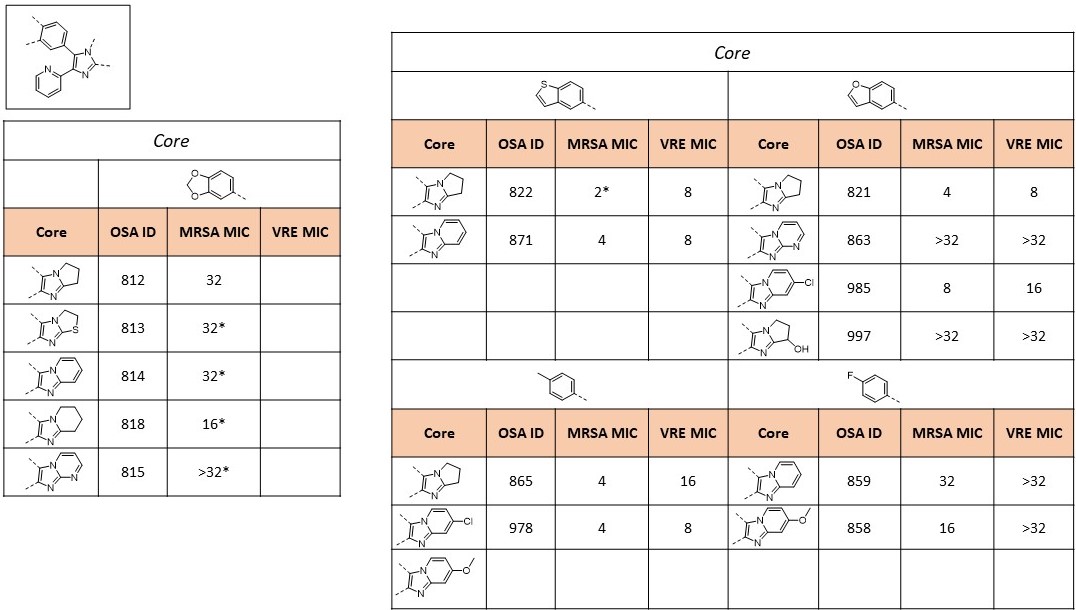 N
N
N
N
Core
O
O
Core OSA ID MRSA MIC VRE MIC
N
N
812 32
N
N
S
813 32*
N
N
814 32*
N
N
818 16*
N
N
N
815 >32*
Core
S
O
Core OSA ID MRSA MIC VRE MIC Core OSA ID MRSA MIC VRE MIC
N
N
822 2* 8
N
N
821 4 8
N
N
871 4 8
N
N
N
863 >32 >32
N
N
Cl
985 8 16
N
N
OH
997 >32 >32
F
Core OSA ID MRSA MIC VRE MIC Core OSA ID MRSA MIC VRE MIC
N
N
865 4 16
N
N
859 32 >32
N
N
Cl
978 4 8
N
N
O
858 16 >32
N
N
O